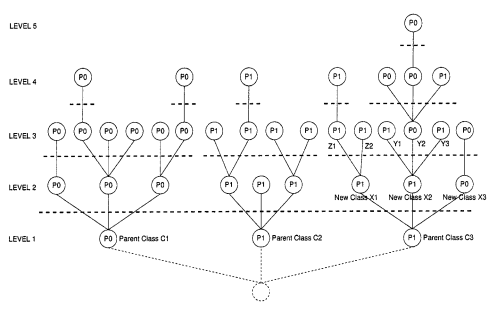 LEVEL 5 P0
LEVEL 4 P0 P0 P1 P1 P0 P0 P1
LEVEL 3 P0 P0 P0 P0 P0 P0 P1 P1 P1 P1 P1 P1 P1 P0 P1 P0
Z1 Z2 Y1 Y2 Y3
LEVEL 2 P0 P0 P0 P1 P1 P1 P1 P1 P0
New Class X1 New Class X2 New Class X3
LEVEL 1 P0 Parent Class C1 P1 Parent Class C2 P1 Parent Class C3